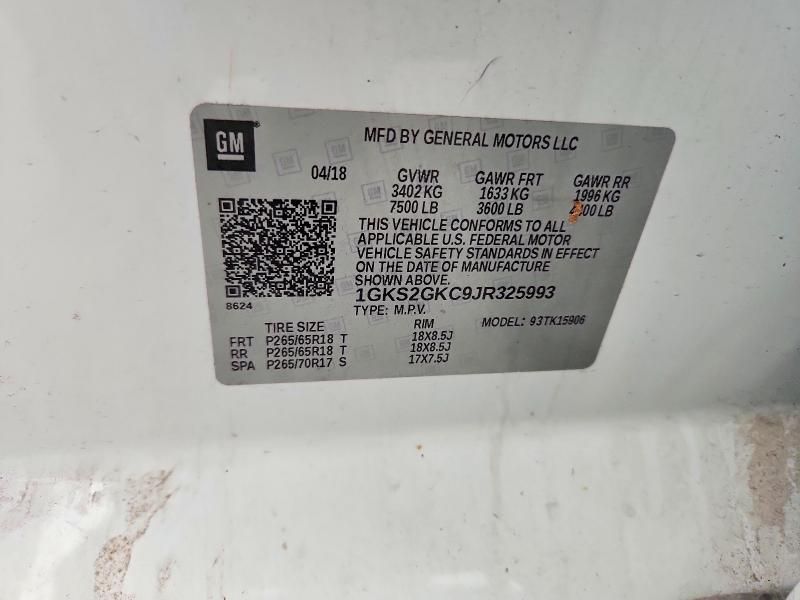 GM
MFD BY GENERAL MOTORS LLC
04/18 GVWR GAWR FRT GAWR RR
3402 KG 1633 KG 1996 KG
7500 LB 3600 LB 4400 LB
THIS VEHICLE CONFORMS TO ALL
APPLICABLE U.S. FEDERAL MOTOR
VEHICLE SAFETY STANDARDS IN EFFECT
ON THE DATE OF MANUFACTURE
SHOWN ABOVE.
1GKS2GKC9JR325993
8624
TYPE: M.P.V. MODEL: 93TK15906
TIRE SIZE RIM
FRT P265/65R18 T 18X8.5J
RR P265/65R18 T 18X8.5J
SPA P265/70R17 S 17X7.5J